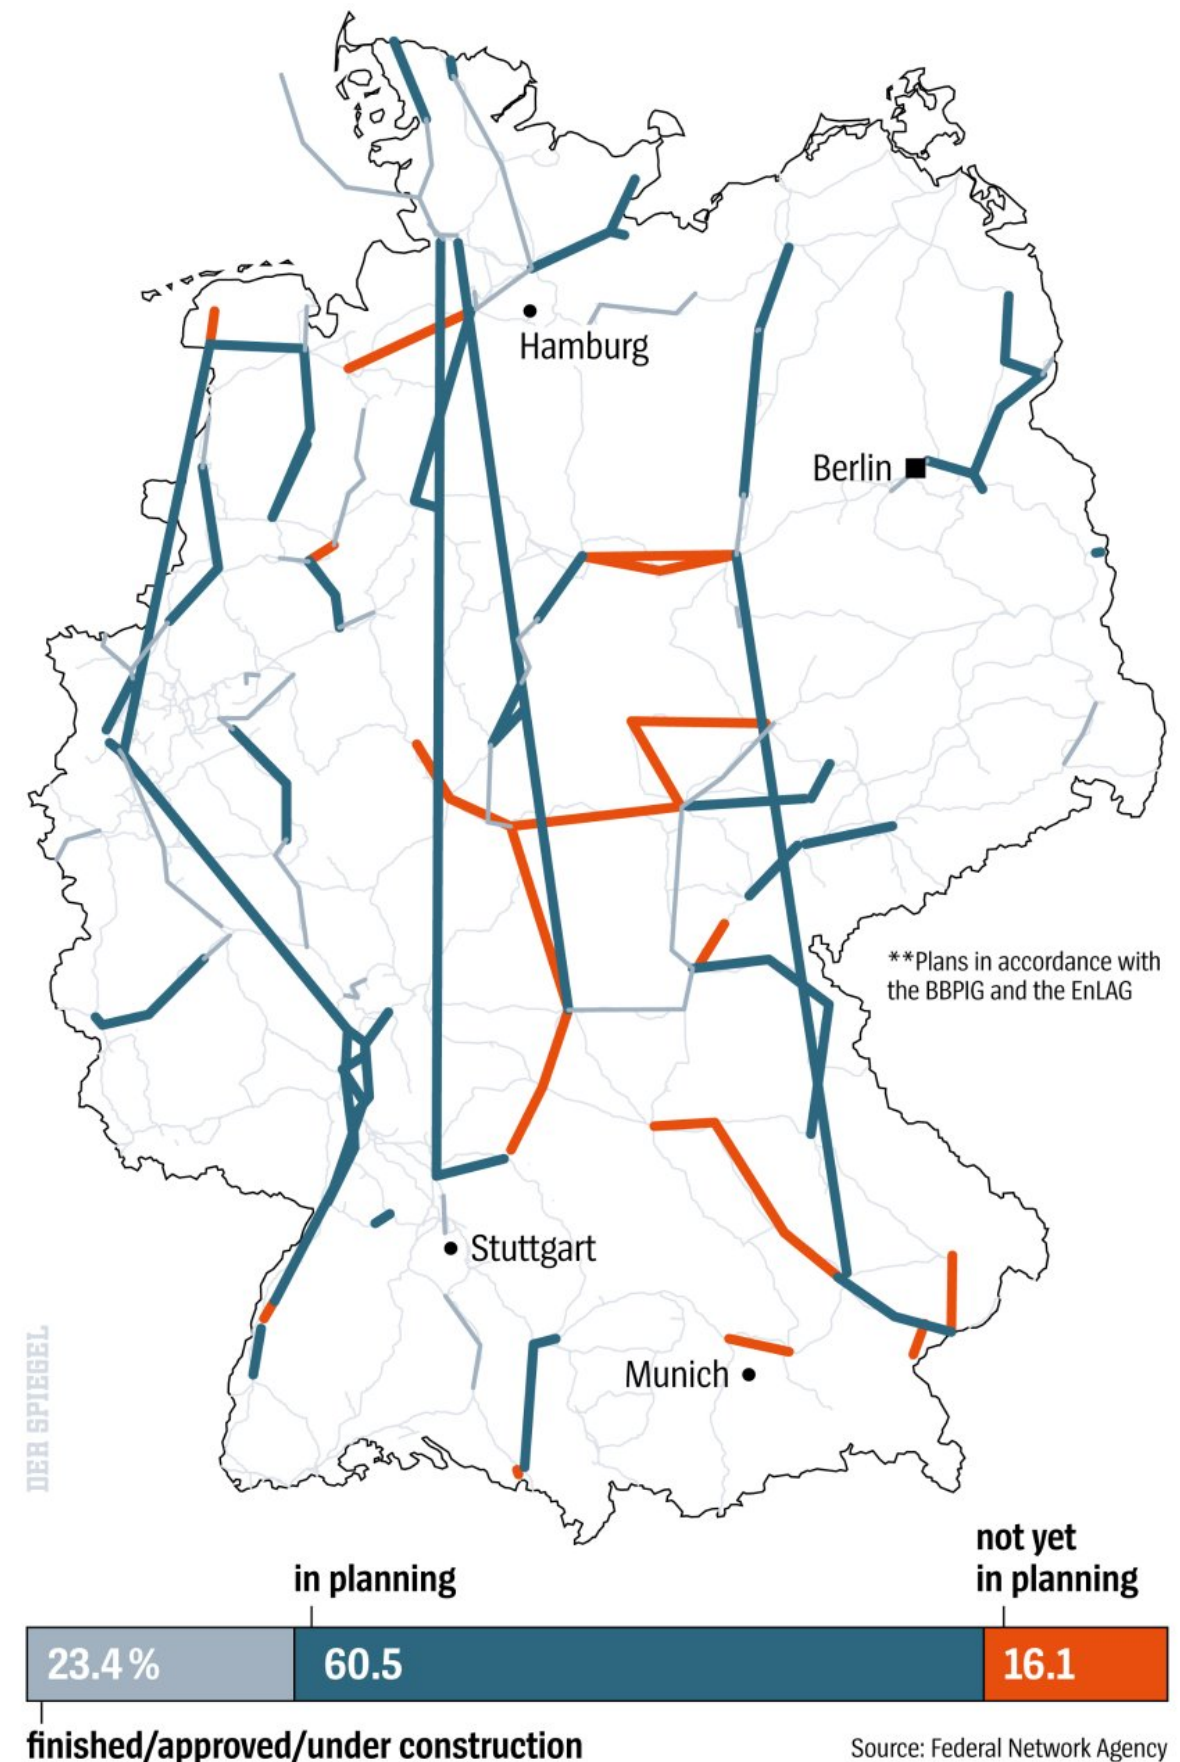 Hamburg
Berlin
**Plans in accordance with
the BBPIG and the EnLAG
Stuttgart
Munich
DER SPIEGEL
not yet
in planning
in planning
23.4 %
60.5
16.1
finished/approved/under construction
Source: Federal Network Agency